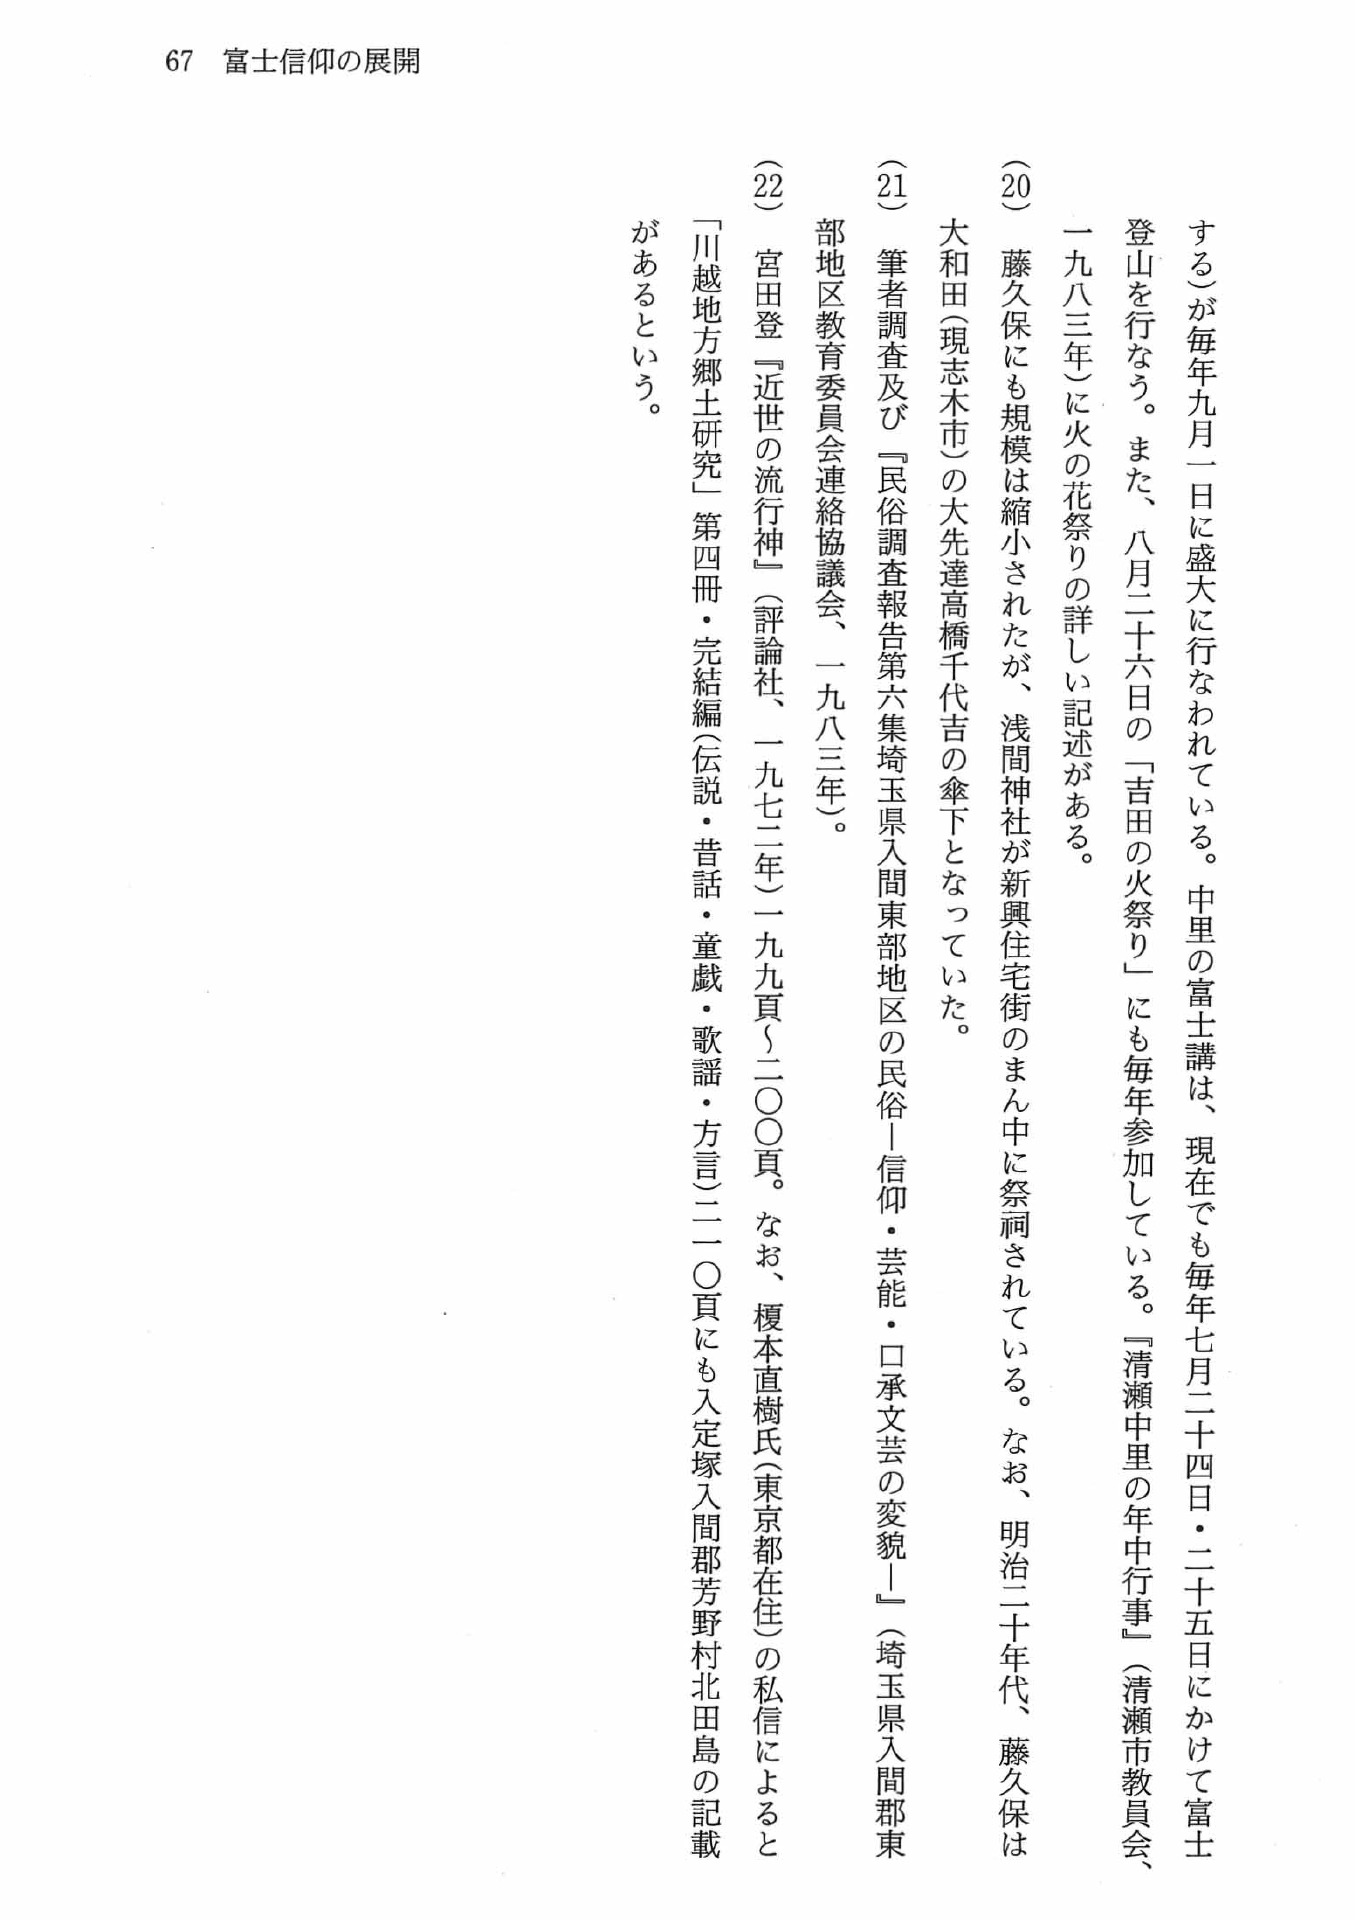 67　富士信仰の展開
する）が毎年九月一日に盛大に行なわれている。中里の富士講は、現在でも毎年七月二十四日・二十五日にかけて富士
登山を行なう。また、八月二十六日の「吉田の火祭り」にも毎年参加している。『清瀬中里の年中行事』（清瀬市教員会、
一九八三年）に火の花祭りの詳しい記述がある。
（20）　藤久保にも規模は縮小されたが、浅間神社が新興住宅街のまん中に祭祠されている。なお、明治二十年代、藤久保は
大和田（現志木市）の大先達高橋千代吉の傘下となっていた。
（21）　筆者調査及び『民俗調査報告第六集埼玉県入間東部地区の民俗―信仰・芸能・口承文芸の変貌―』（埼玉県入間郡東
部地区教育委員会連絡協議会、一九八三年）。
（22）　宮田登『近世の流行神』（評論社、一九七二年）一九九頁～二〇〇頁。なお、榎本直樹氏（東京都在住）の私信によると
「川越地方郷土研究」第四冊・完結編（伝説・昔話・童戯・歌謡・方言）二一〇頁にも入定塚入間郡芳野村北田島の記載
があるという。